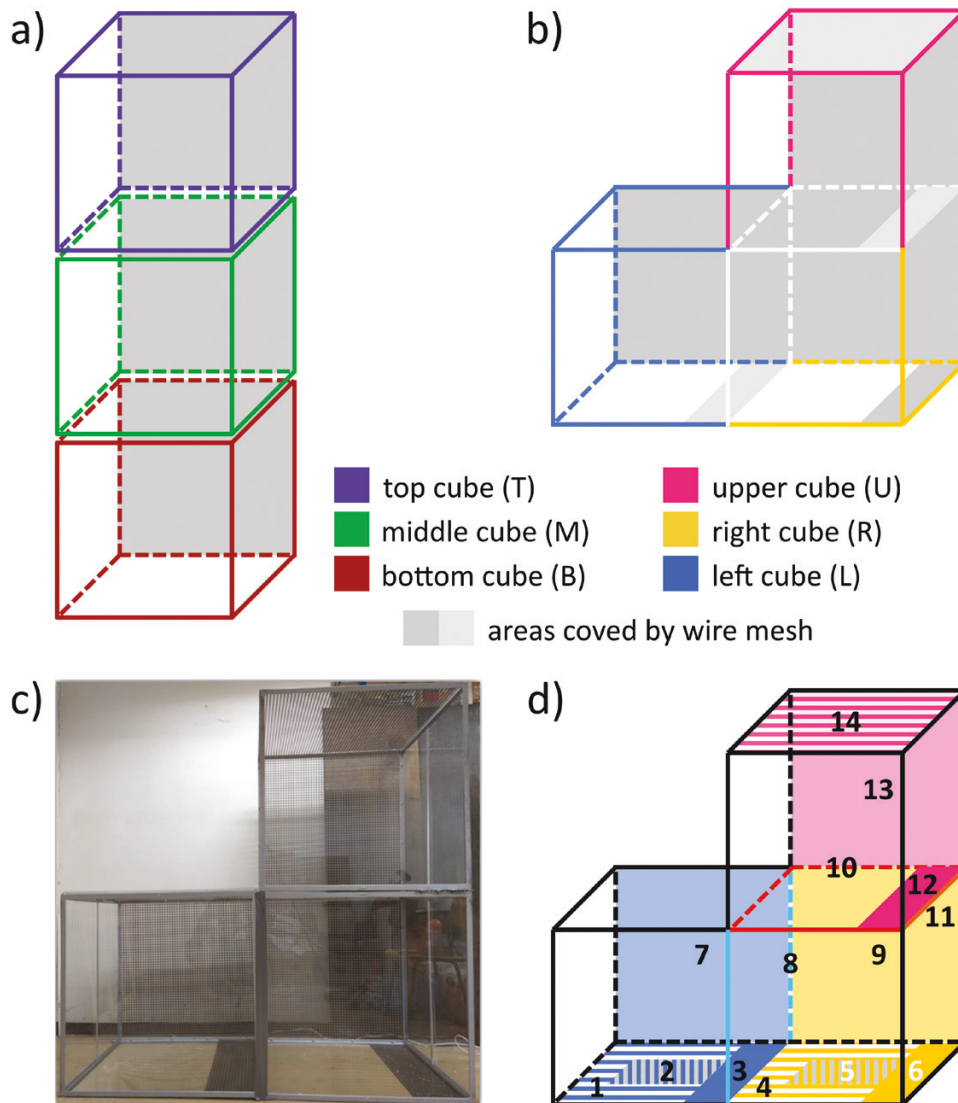 a)
b)
top cube (T)
upper cube (U)
middle cube (M)
right cube (R)
bottom cube (B)
left cube (L)
areas coved by wire mesh
c)
d)
14
13
10
12
11
7
8
9
1
2
3
4
5
6